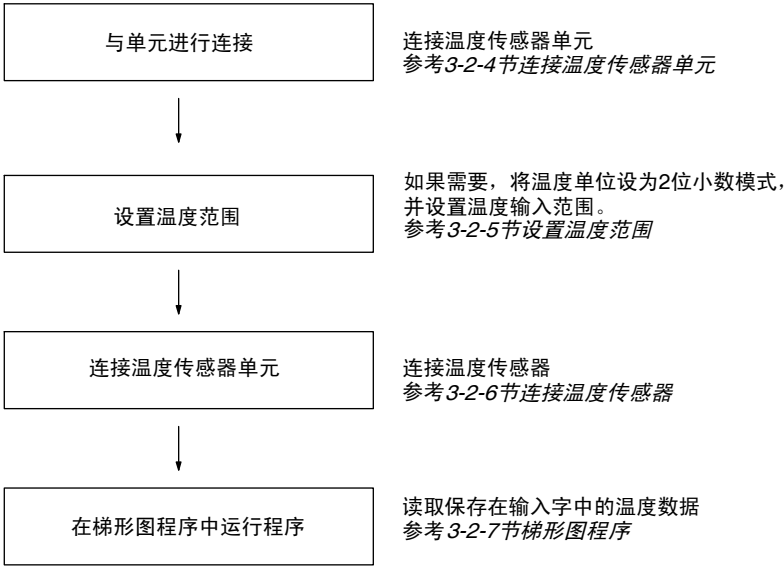 与单元进行连接
连接温度传感器单元
参考3-2-4节连接温度传感器单元
设置温度范围
如果需要，将温度单位设为2位小数模式，
并设置温度输入范围。
参考3-2-5节设置温度范围
连接温度传感器单元
连接温度传感器
参考3-2-6节连接温度传感器
在梯形图程序中运行程序
读取保存在输入字中的温度数据
参考3-2-7节梯形图程序